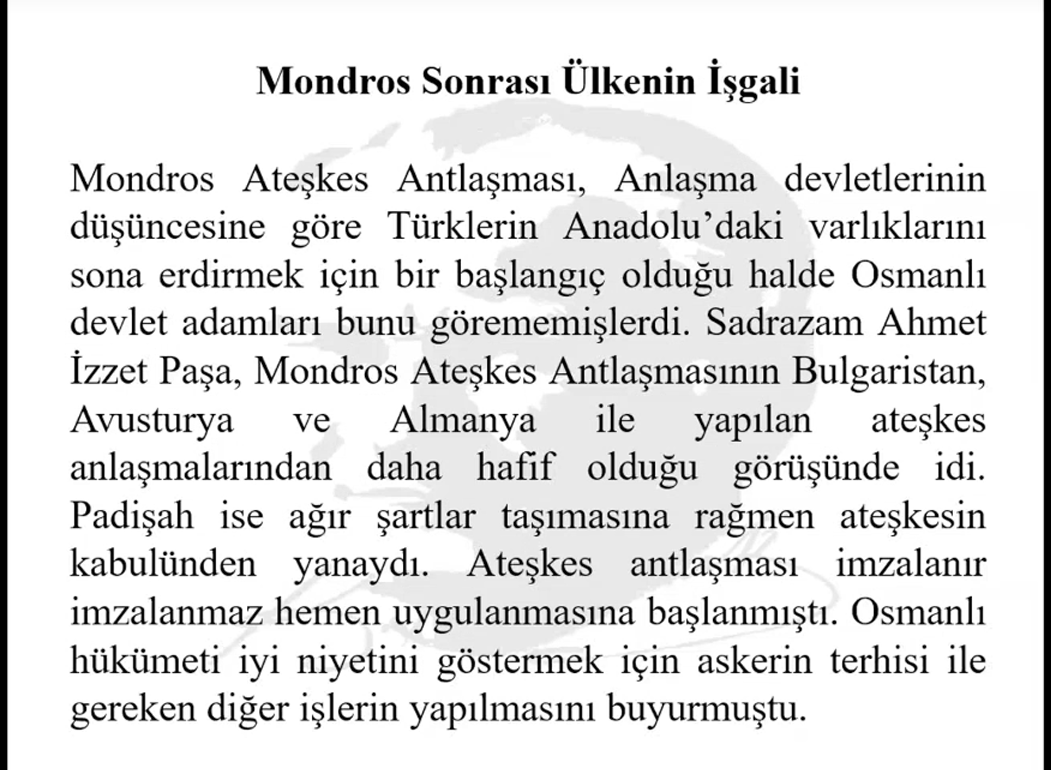 Mondros Sonrası Ülkenin İşgali
Mondros Ateşkes Antlaşması, Anlaşma devletlerinin
düşüncesine göre Türklerin Anadolu’daki varlıklarını
sona erdirmek için bir başlangıç olduğu halde Osmanlı
devlet adamları bunu görememişlerdi. Sadrazam Ahmet
İzzet Paşa, Mondros Ateşkes Antlaşmasının Bulgaristan,
Avusturya ve Almanya ile yapılan ateşkes
anlaşmalarından daha hafif olduğu görüşünde idi.
Padişah ise ağır şartlar taşımasına rağmen ateşkesin
kabulünden yanaydı. Ateşkes antlaşması imzalanır
imzalanmaz hemen uygulanmasına başlanmıştı. Osmanlı
hükümeti iyi niyetini göstermek için askerin terhisi ile
gereken diğer işlerin yapılmasını buyurmuştu.